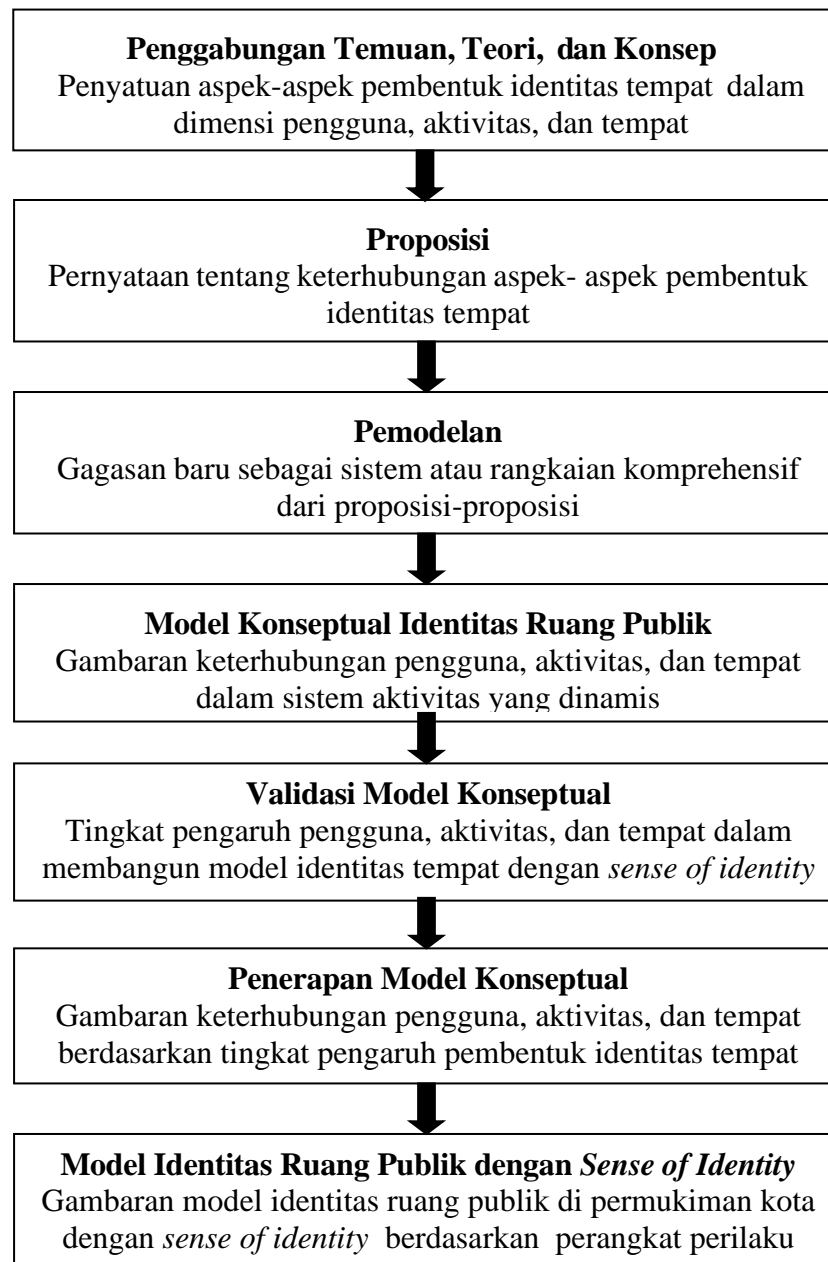 Penggabungan Temuan, Teori, dan Konsep
Penyatuan aspek-aspek pembentuk identitas tempat dalam
dimensi pengguna, aktivitas, dan tempat
Proposisi
Pernyataan tentang keterhubungan aspek- aspek pembentuk
identitas tempat
Pemodelan
Gagasan baru sebagai sistem atau rangkaian komprehensif
dari proposisi-proposisi
Model Konseptual Identitas Ruang Publik
Gambaran keterhubungan pengguna, aktivitas, dan tempat
dalam sistem aktivitas yang dinamis
Validasi Model Konseptual
Tingkat pengaruh pengguna, aktivitas, dan tempat dalam
membangun model identitas tempat dengan sense of identity
Penerapan Model Konseptual
Gambaran keterhubungan pengguna, aktivitas, dan tempat
berdasarkan tingkat pengaruh pembentuk identitas tempat
Model Identitas Ruang Publik dengan Sense of Identity
Gambaran model identitas ruang publik di permukiman kota
dengan sense of identity berdasarkan perangkat perilaku